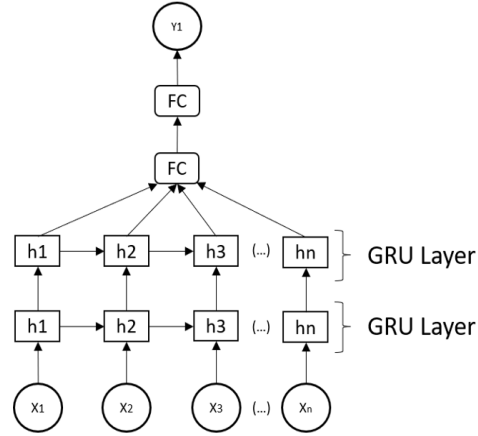 Y1
FC
FC
h1 h2 h3 (...) hn GRU Layer
h1 h2 h3 (...) hn GRU Layer
X1 X2 X3 (...) Xn